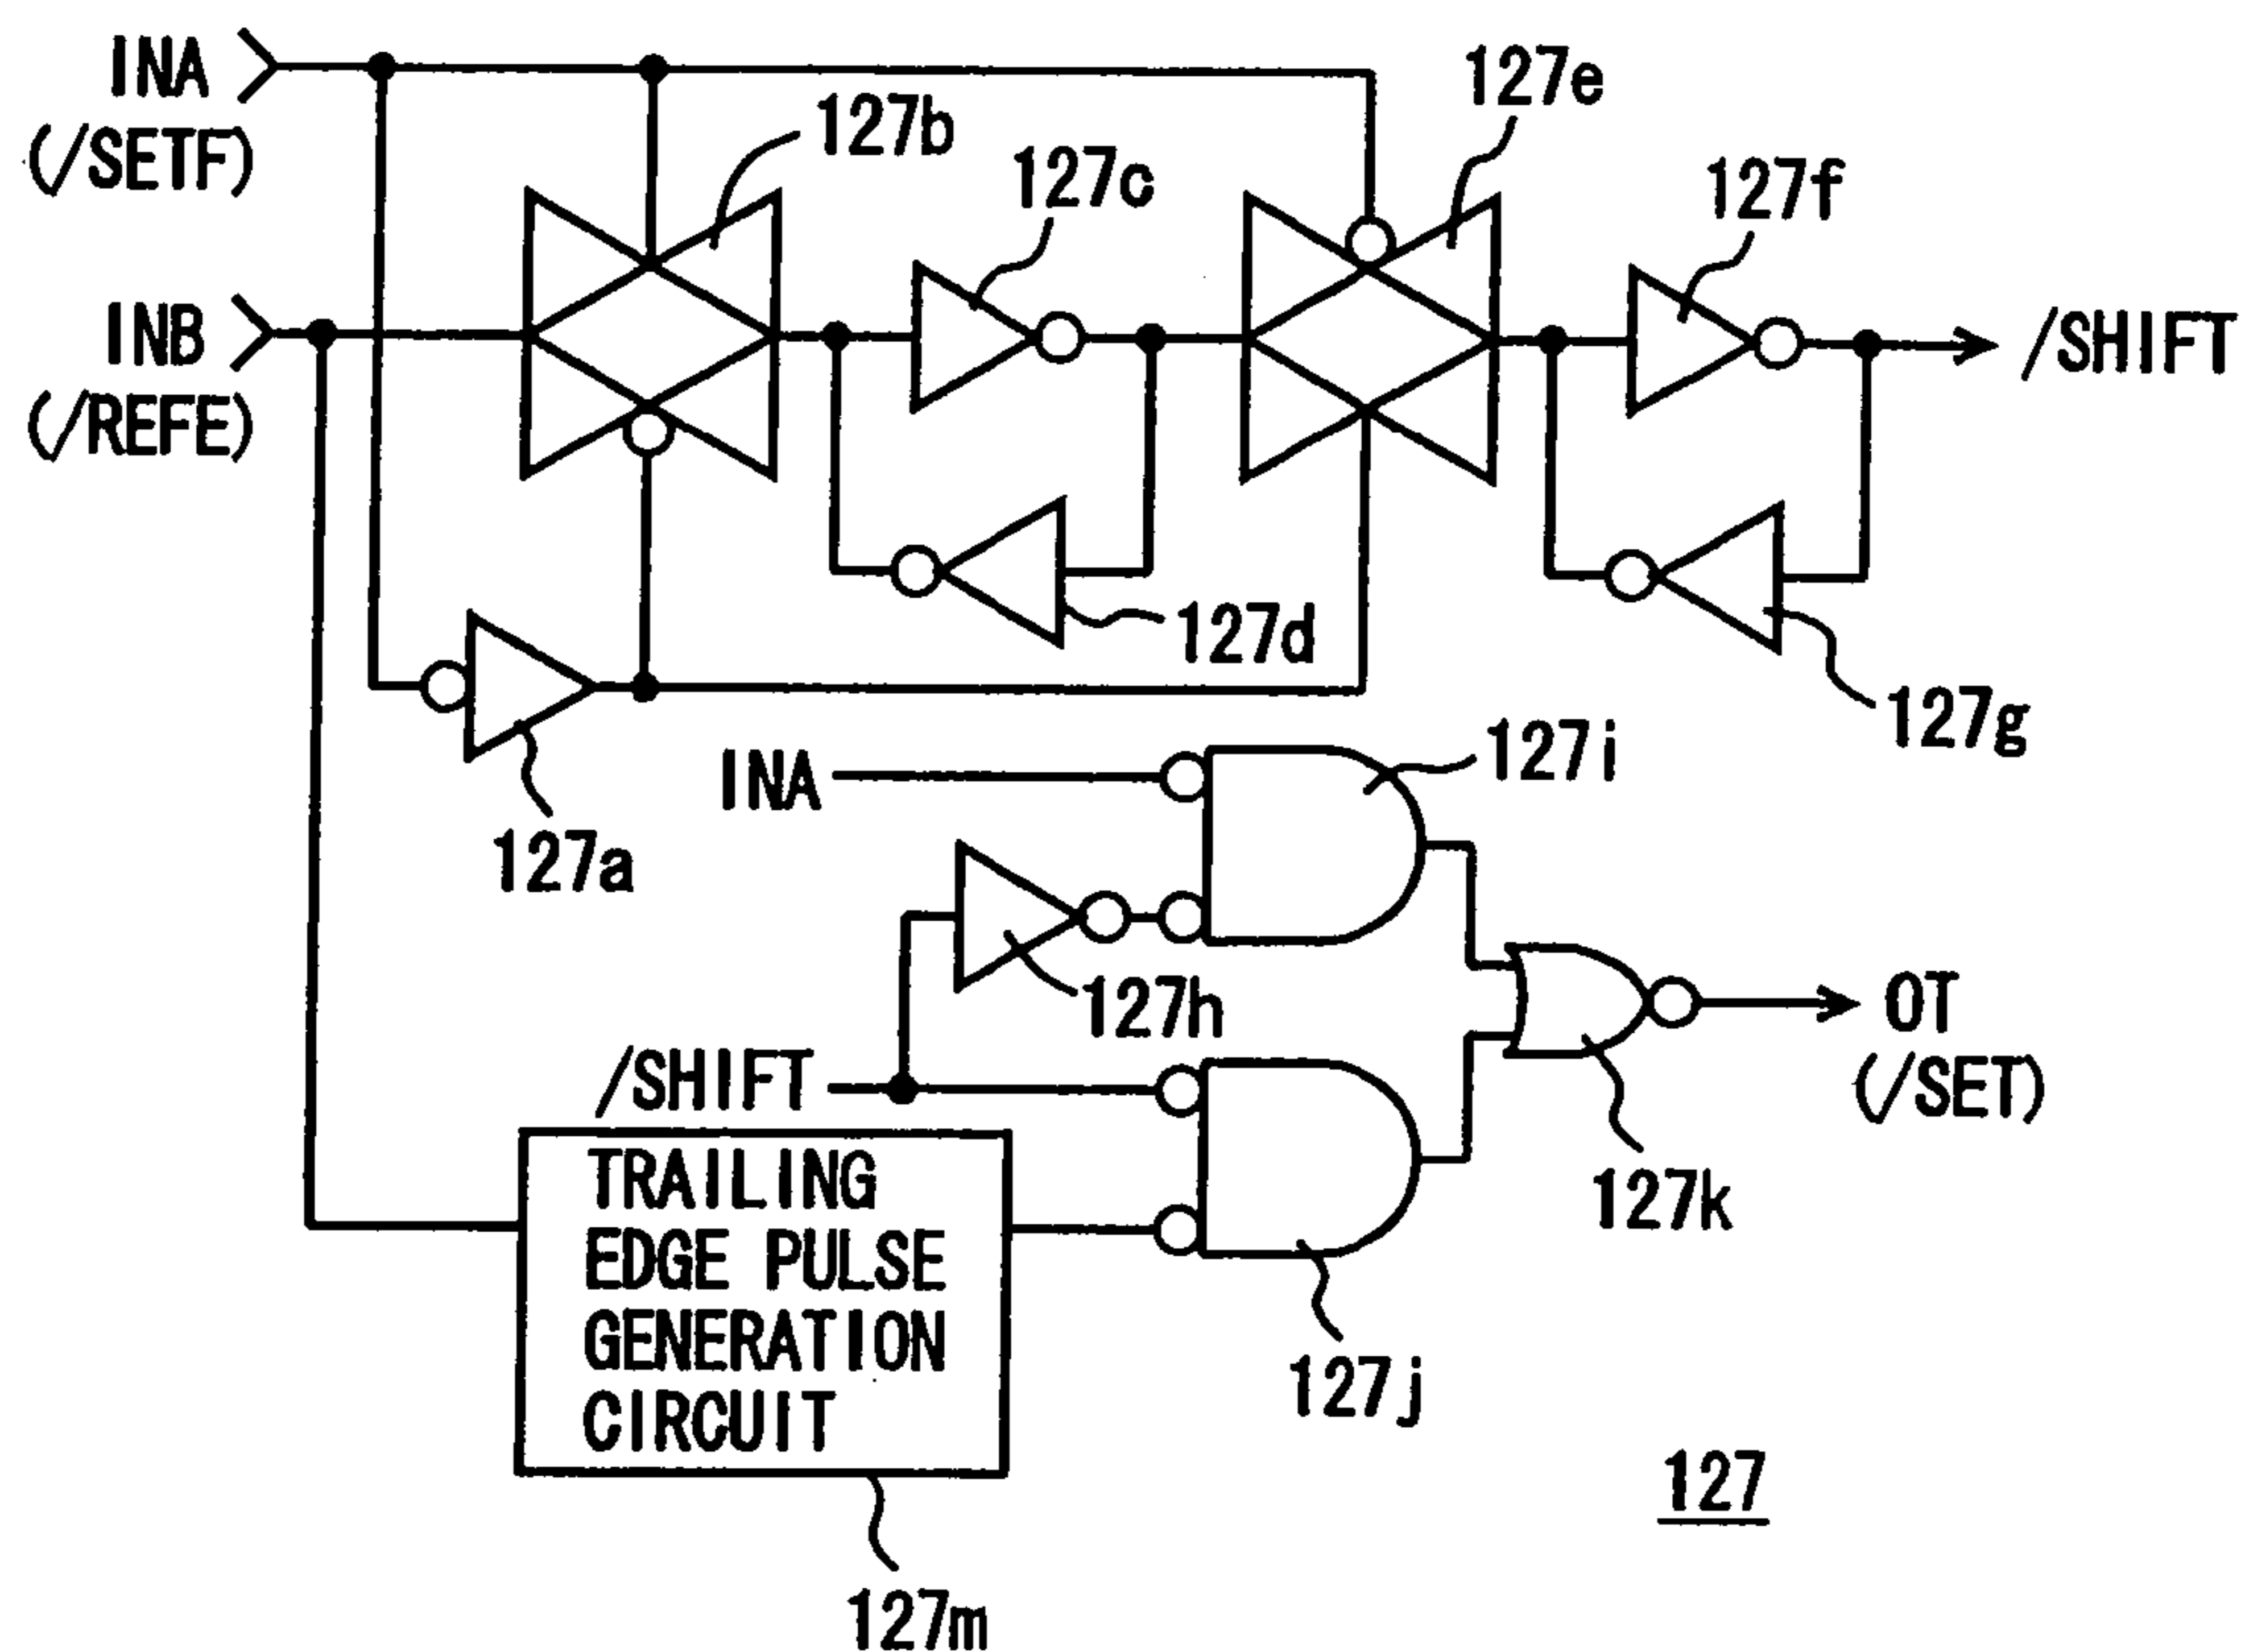 INA
(/SETF)
127b
127c
127e
127f
INB
(/REFE)
/SHIFT
127d
127g
127a
INA
127i
127h
/SHIFT
OT
(/SET)
127k
TRAILING
EDGE PULSE
GENERATION
CIRCUIT
127j
127
127m